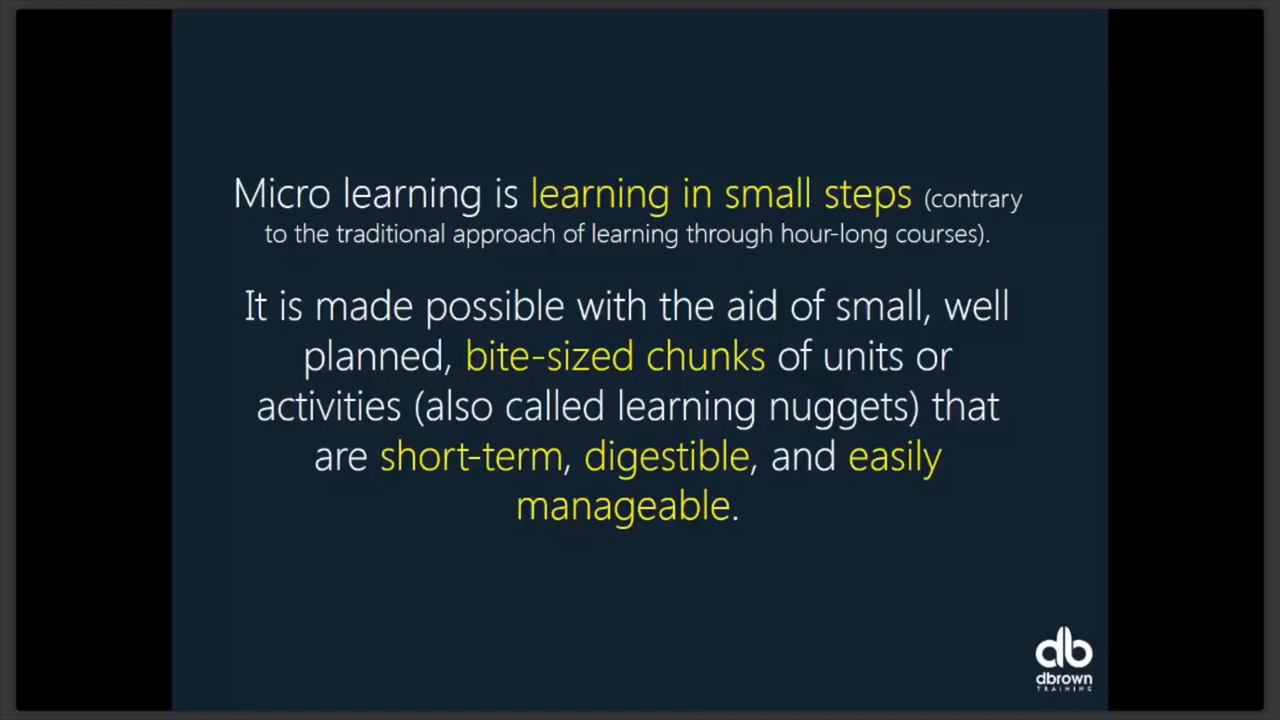 Micro learning is learning in small steps (contrary
to the traditional approach of learning through hour-long courses).
It is made possible with the aid of small, well
planned, bite-sized chunks of units or
activities (also called learning nuggets) that
are short-term, digestible, and easily
manageable.
db
dbrown
TRAINING